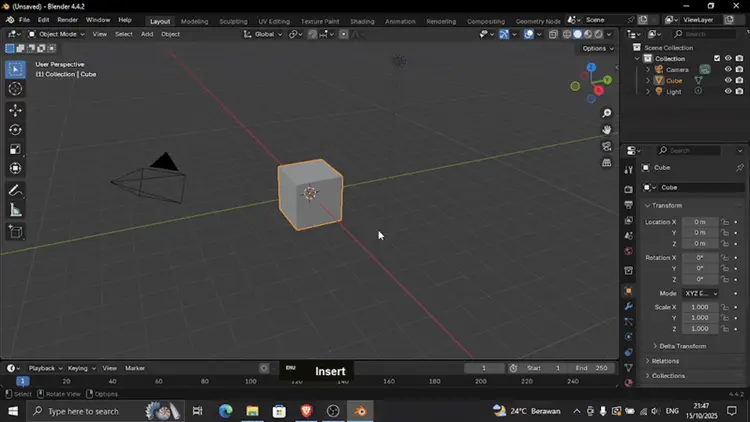 (Unsaved) - Blender 4.4.2
File Edit Render Window Help Layout Modeling Sculpting UV Editing Texture Paint Shading Animation Rendering Compositing Geometry Node Scene ViewLayer
Object Mode View Select Add Object Global Search
Options
User Perspective
(1) Collection | Cube
Z
Y
X
Scene Collection
Collection
Camera
Cube
Light
Search
Cube
Cube
Transform
Location X 0 m
Y 0 m
Z 0 m
Rotation X 0°
Y 0°
Z 0°
Mode XYZ E...
Scale X 1.000
Y 1.000
Z 1.000
Delta Transform
Relations
Collections
Playback Keying View Marker 1 Start 1 End 250
Insert
1 20 40 60 80 100 120 140 160 180 200 220 240
Select Rotate View Options 4.4.2
Type here to search 24°C Berawan ENG 21:47
15/10/2025